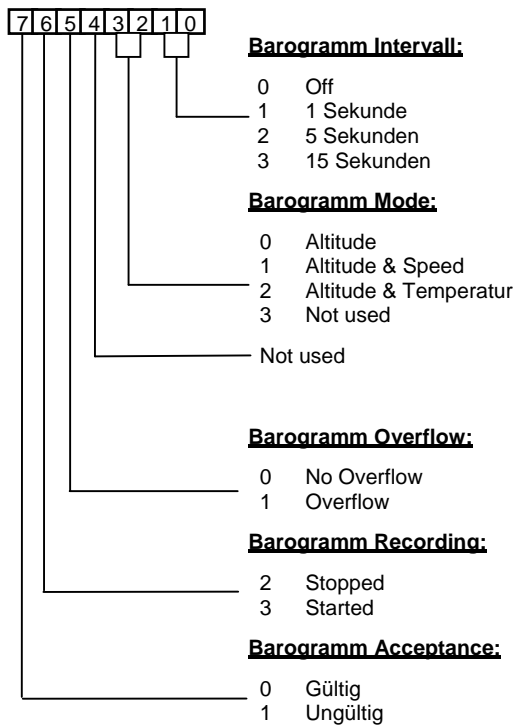 7 6 5 4 3 2 1 0
Barogramm Intervall:
0 Off
1 1 Sekunde
2 5 Sekunden
3 15 Sekunden
Barogramm Mode:
0 Altitude
1 Altitude & Speed
2 Altitude & Temperatur
3 Not used
Not used
Barogramm Overflow:
0 No Overflow
1 Overflow
Barogramm Recording:
2 Stopped
3 Started
Barogramm Acceptance:
0 Gültig
1 Ungültig